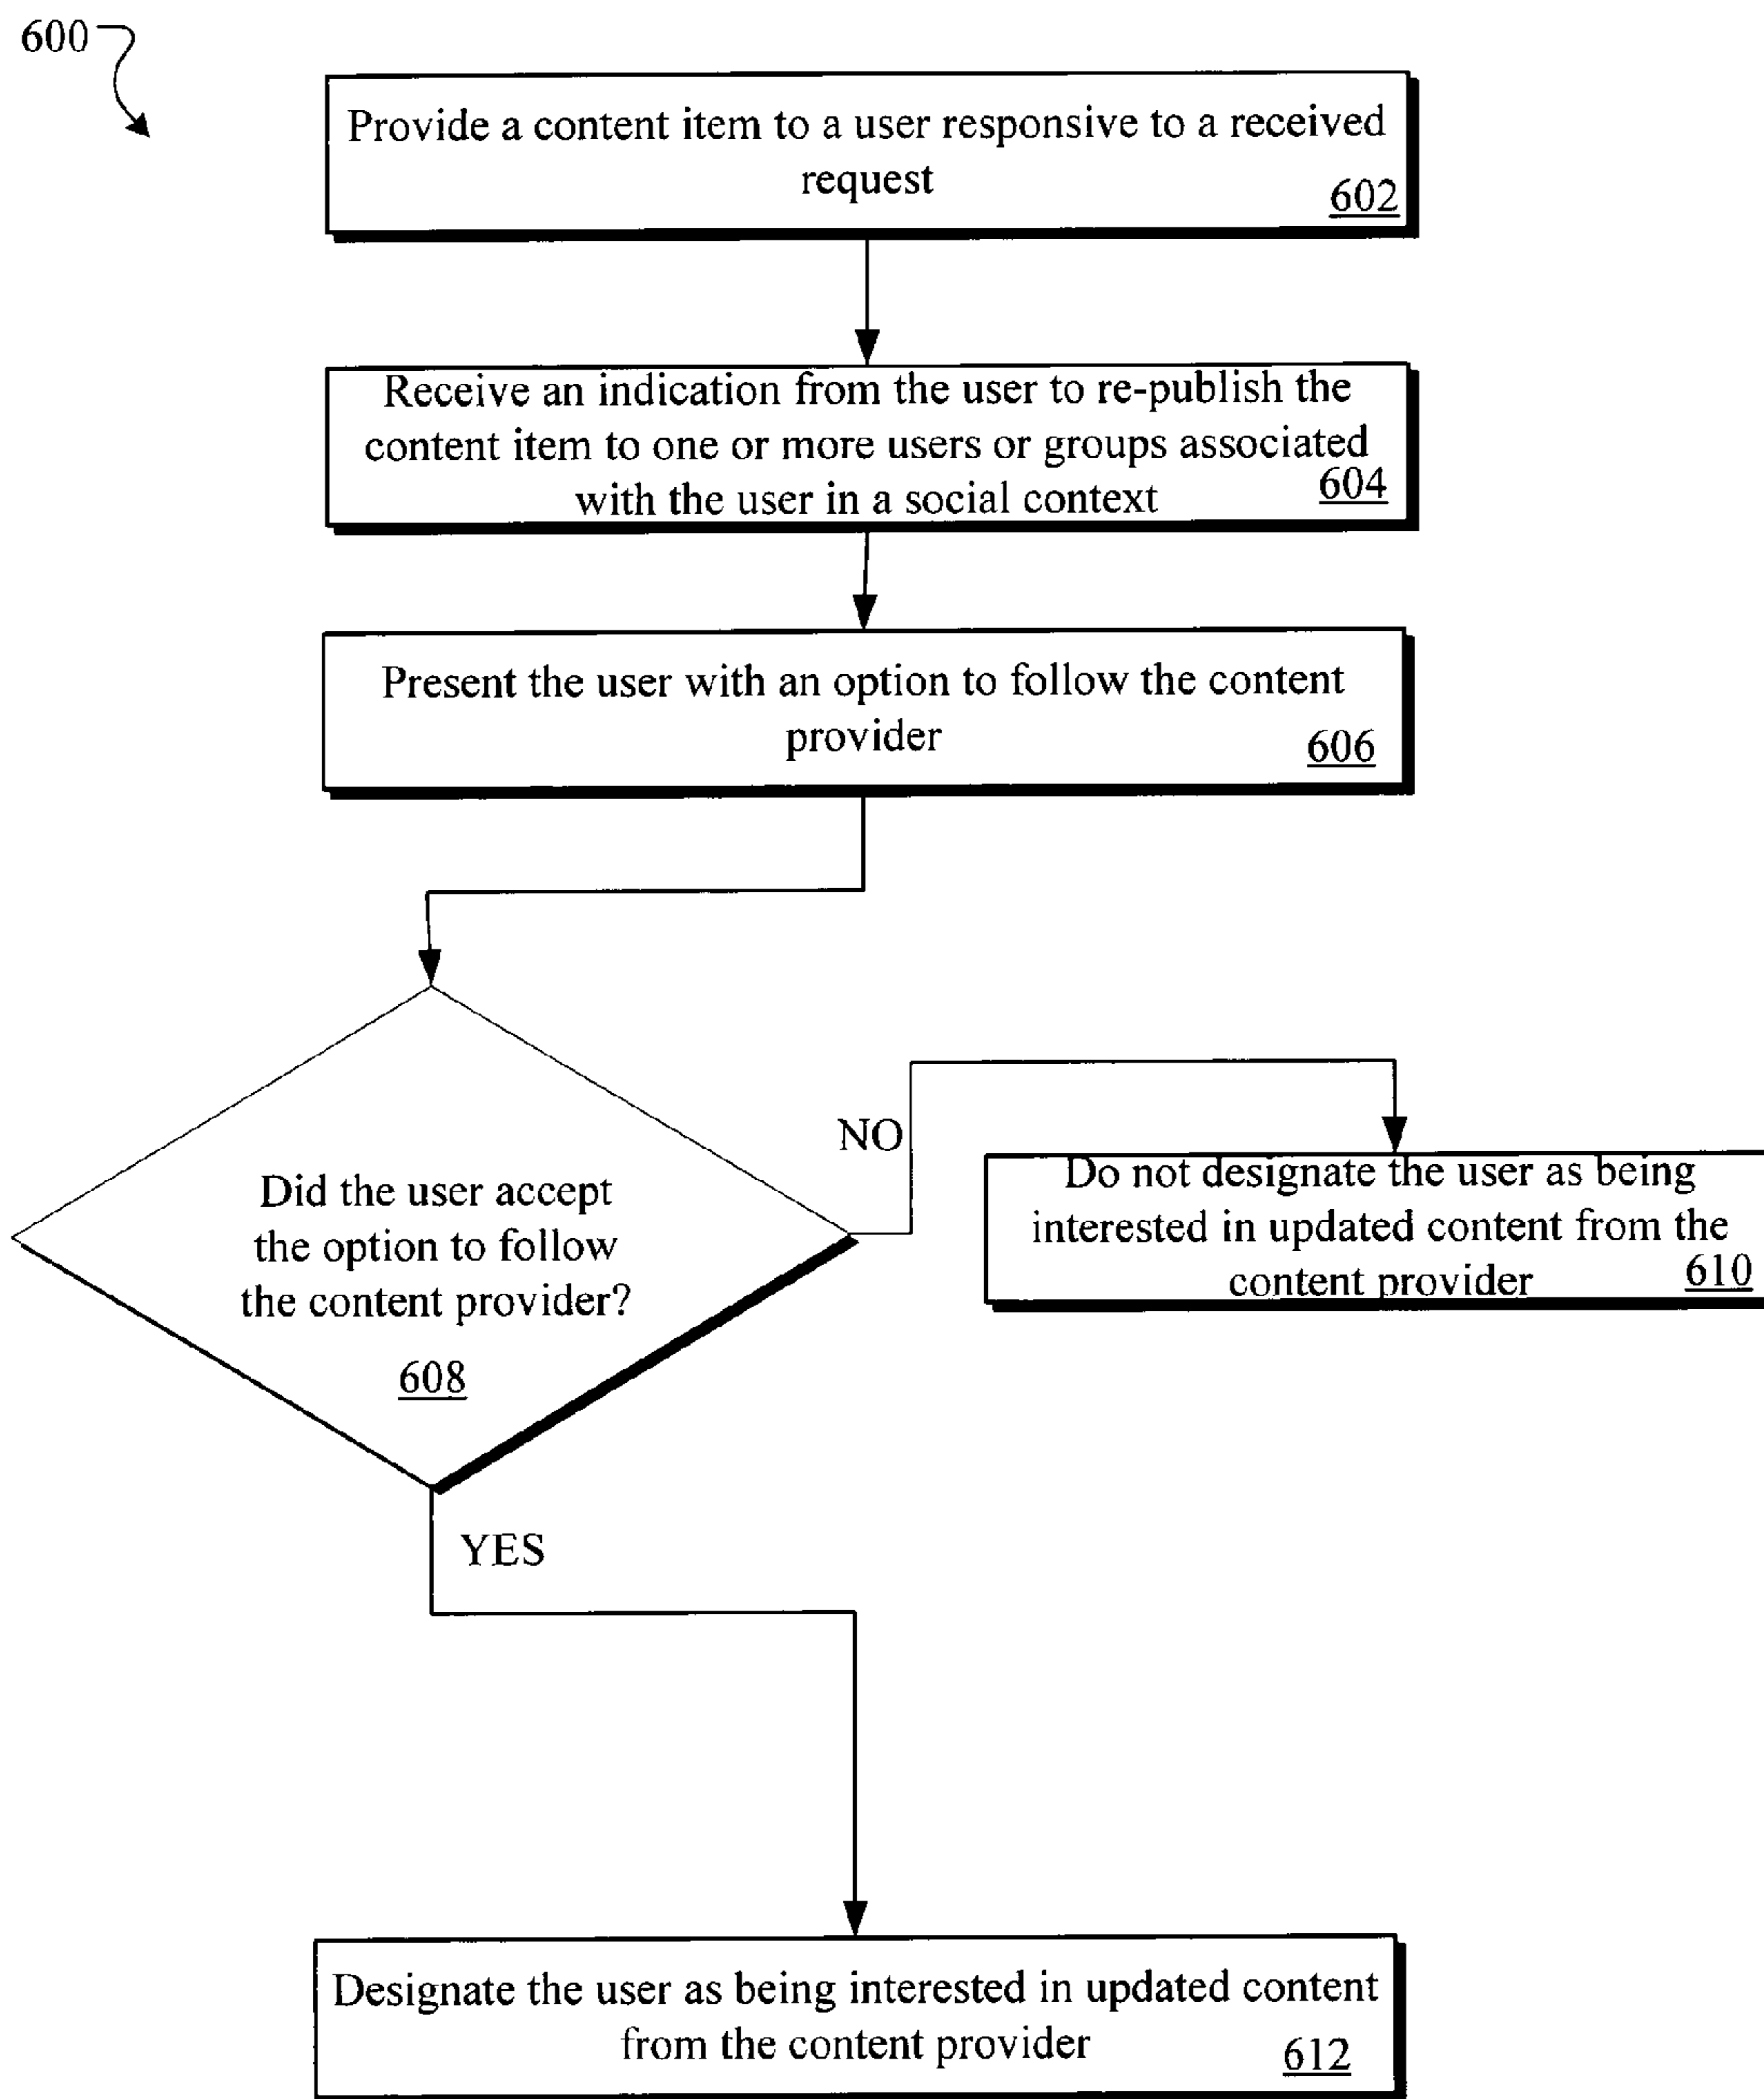 600
Provide a content item to a user responsive to a received
request
602
Receive an indication from the user to re-publish the
content item to one or more users or groups associated
with the user in a social context
604
Present the user with an option to follow the content
provider
606
Did the user accept
the option to follow
the content provider?
608
NO
Do not designate the user as being
interested in updated content from the
content provider
610
YES
Designate the user as being interested in updated content
from the content provider
612